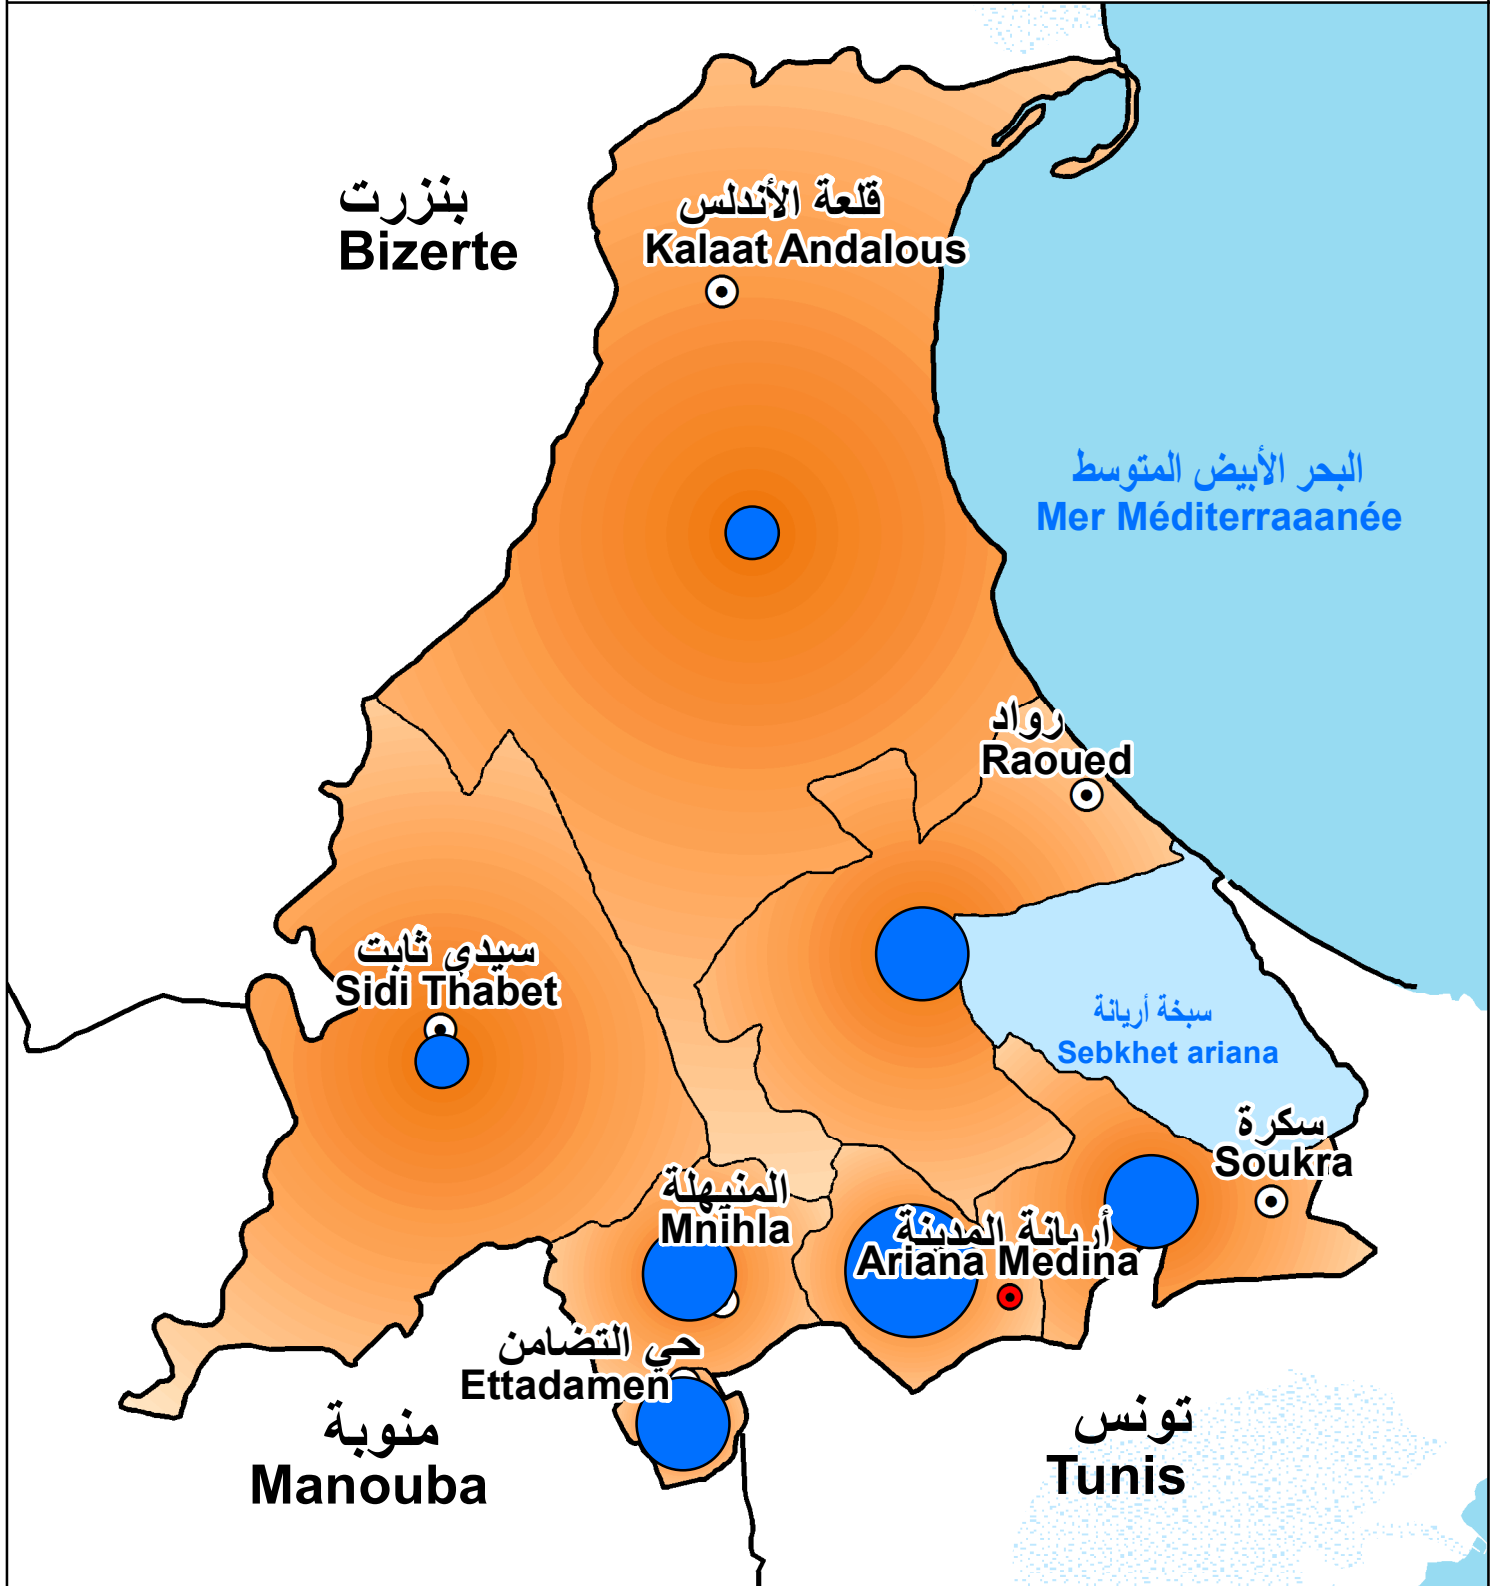 بنزرت
Bizerte
قلعة الأندلس
Kalaat Andalous
البحر الأبيض المتوسط
Mer Méditerraaanée
رواد
Raoued
سيدي ثابت
Sidi Thabet
سبخة أريانة
Sebkhet ariana
سكرة
Soukra
المنيهلة
Mnihla
أريانة المدينة
Ariana Medina
حي التضامن
Ettadamen
منوبة
Manouba
تونس
Tunis